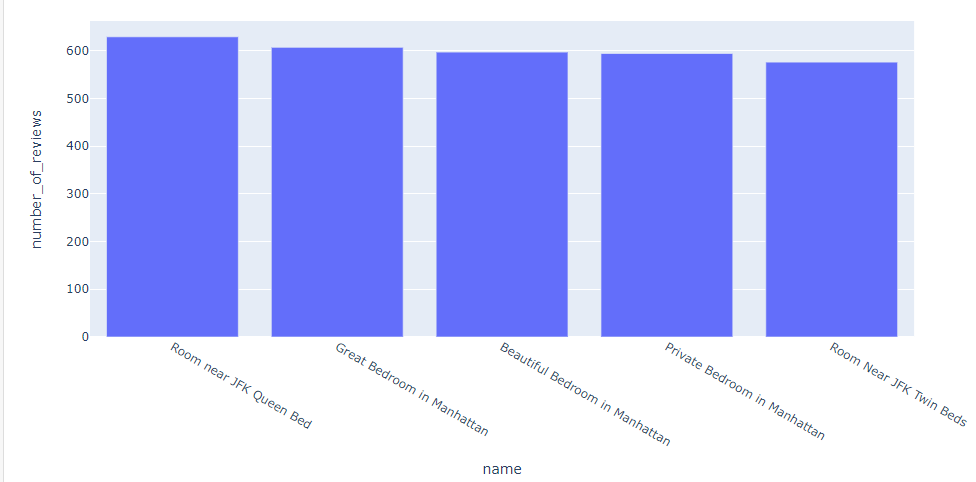 number_of_reviews
600
500
400
300
200
100
0
Room near JFK Queen Bed
Great Bedroom in Manhattan
Beautiful Bedroom in Manhattan
Private Bedroom in Manhattan
Room Near JFK Twin Beds
name